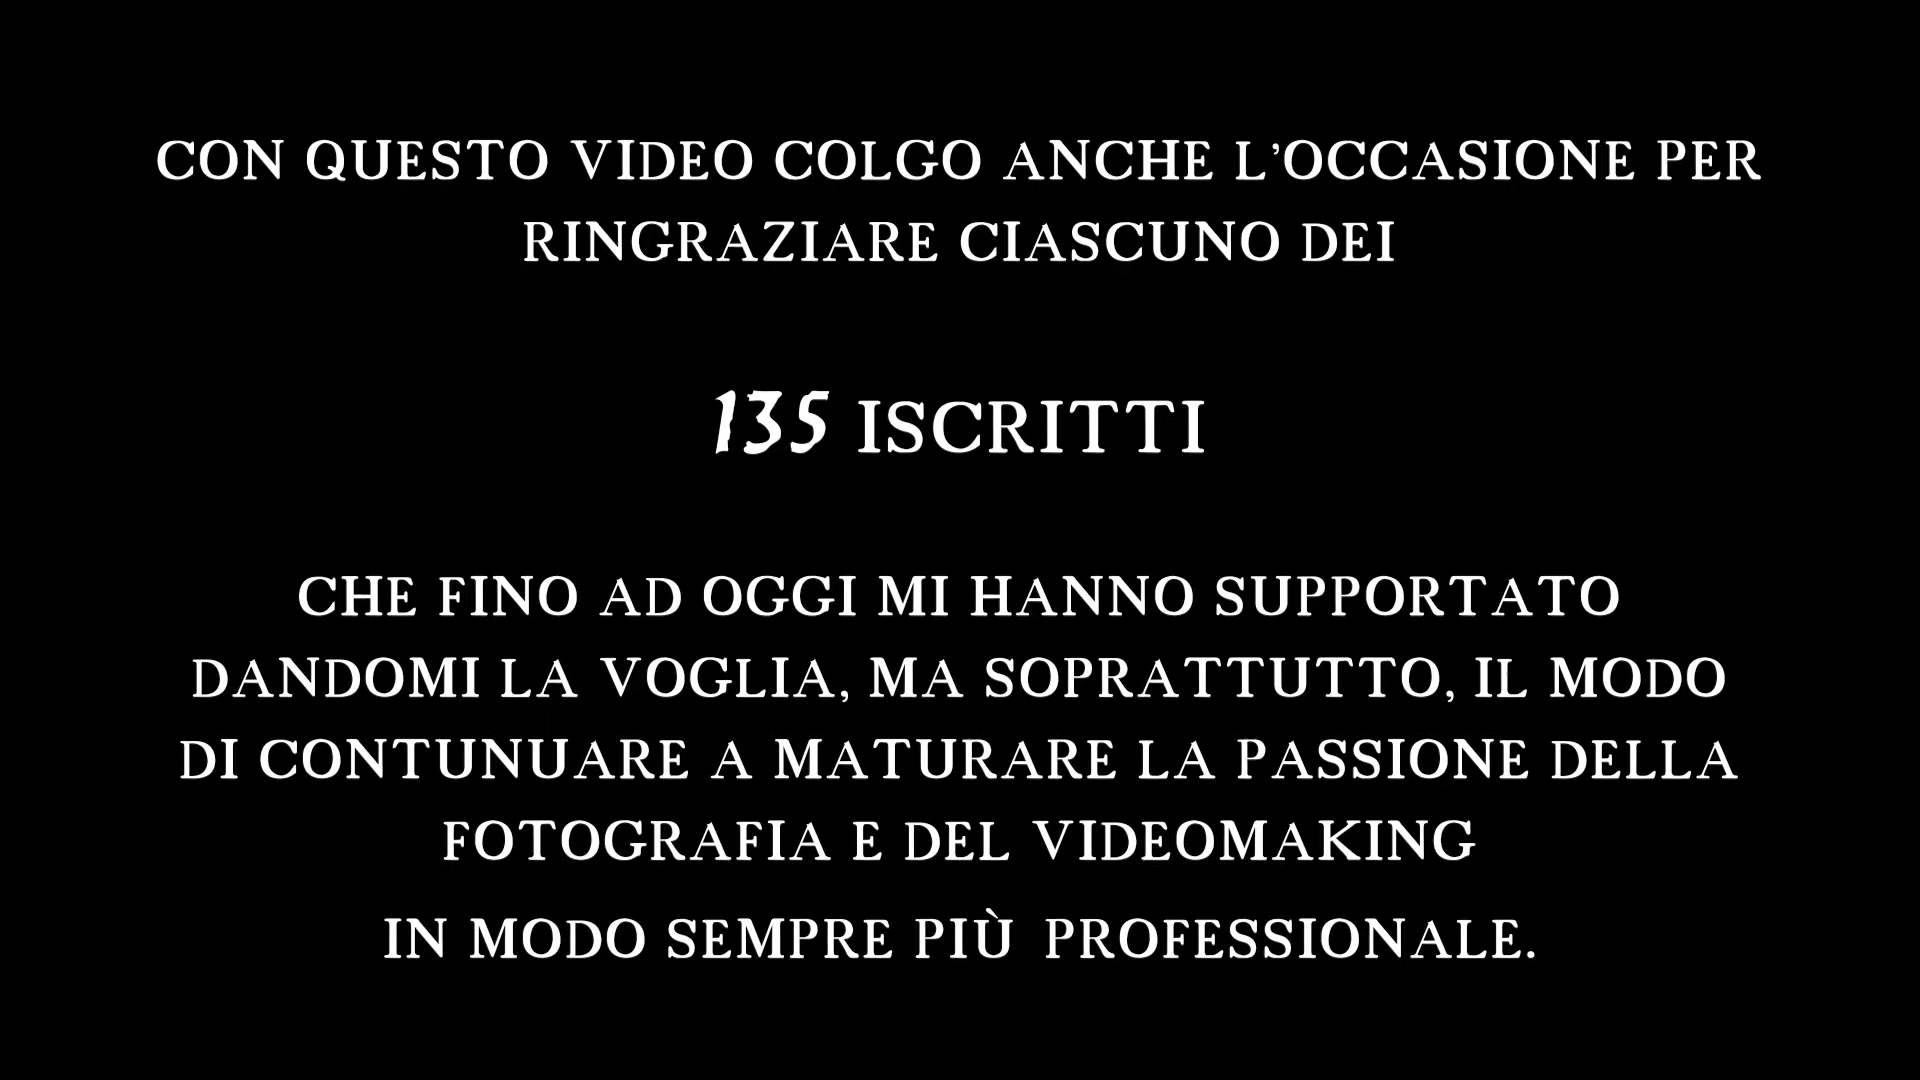 CON QUESTO VIDEO COLGO ANCHE L'OCCASIONE PER
RINGRAZIARE CIASCUNO DEI
135 ISCRITTI
CHE FINO AD OGGI MI HANNO SUPPORTATO
DANDOMI LA VOGLIA, MA SOPRATTUTTO, IL MODO
DI CONTUNUARE A MATURARE LA PASSIONE DELLA
FOTOGRAFIA E DEL VIDEOMAKING
IN MODO SEMPRE PIÙ PROFESSIONALE.